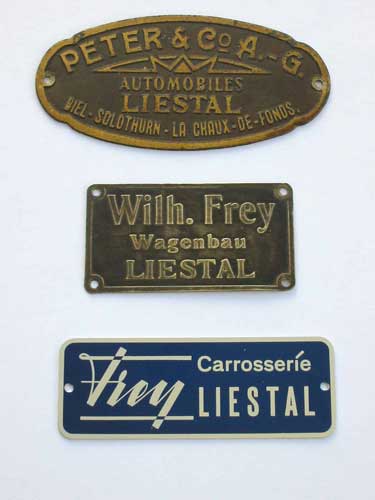 PETER & Co A.-G.
AUTOMOBILES
LIESTAL
BIEL - SOLOTHURN - LA CHAUX-DE-FONDS.
Wilh. Frey
Wagenbau
LIESTAL
Frey Carrosserie
LIESTAL